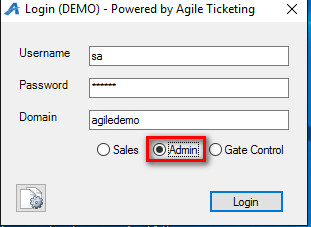 Login (DEMO) - Powered by Agile Ticketing
Username sa
Password ******
Domain agiledemo
Sales Admin Gate Control
Login